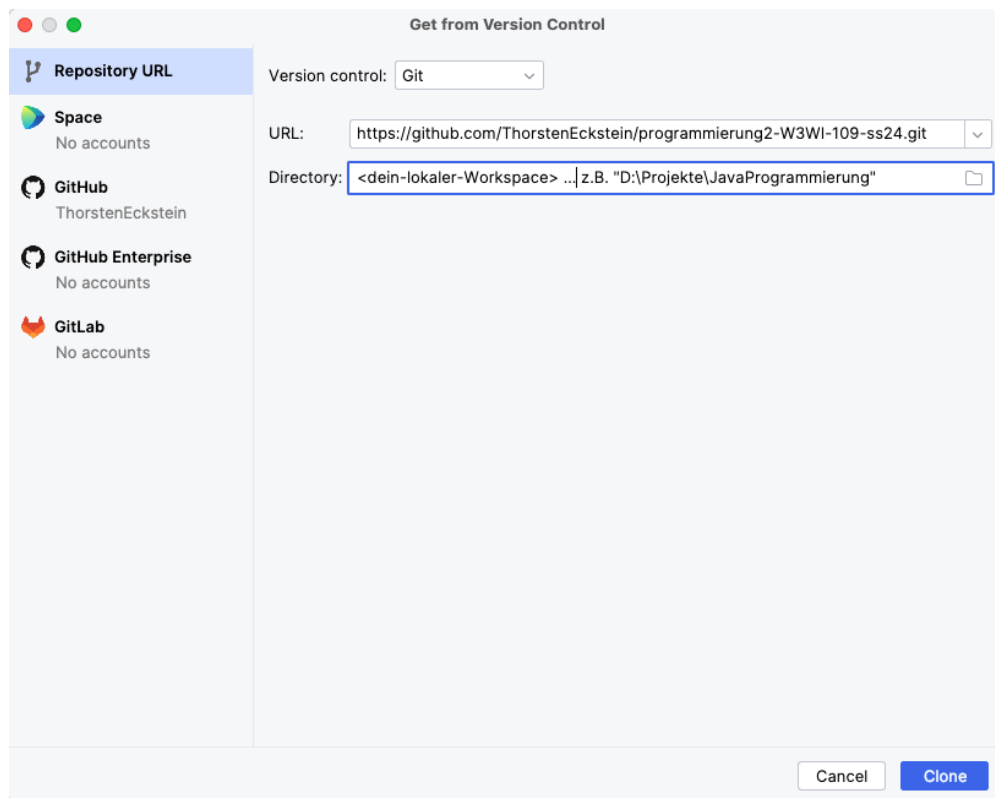 Get from Version Control
Repository URL
Space
No accounts
GitHub
ThorstenEckstein
GitHub Enterprise
No accounts
GitLab
No accounts
Version control: Git
URL: https://github.com/ThorstenEckstein/programmierung2-W3WI-109-ss24.git
Directory: <dein-lokaler-Workspace> ... z.B. "D:\Projekte\JavaProgrammierung"
Cancel Clone